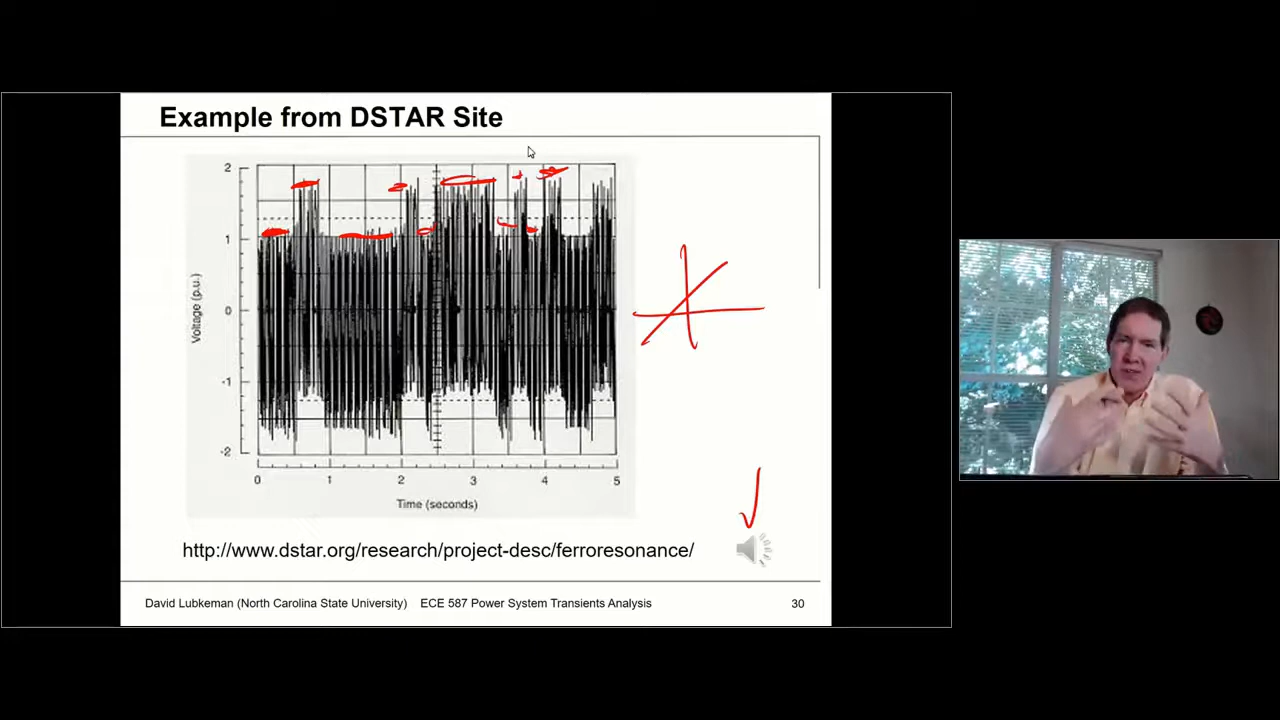 Example from DSTAR Site
2
1
0
-1
-2
Voltage (p.u.)
0 1 2 3 4 5
Time (seconds)
http://www.dstar.org/research/project-desc/ferroresonance/
David Lubkeman (North Carolina State University) ECE 587 Power System Transients Analysis 30